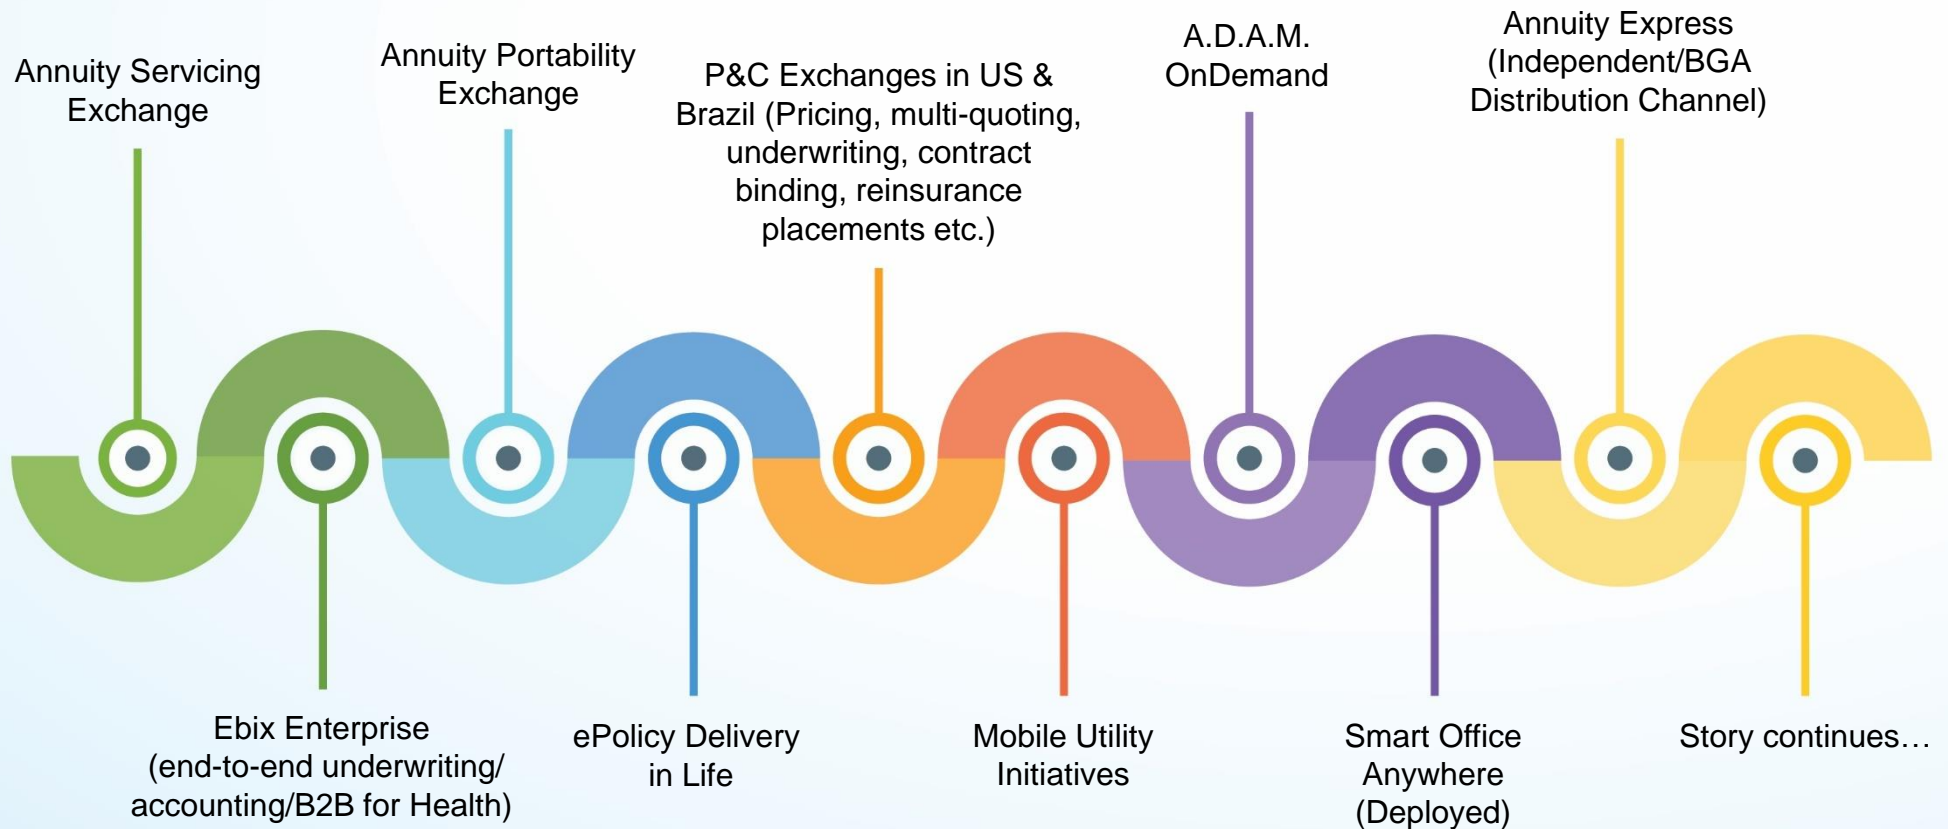 Annuity Servicing
Exchange
Annuity Portability
Exchange
P&C Exchanges in US &
Brazil (Pricing, multi-quoting,
underwriting, contract
binding, reinsurance
placements etc.)
A.D.A.M.
OnDemand
Annuity Express
(Independent/BGA
Distribution Channel)
Ebix Enterprise
(end-to-end underwriting/
accounting/B2B for Health)
ePolicy Delivery
in Life
Mobile Utility
Initiatives
Smart Office
Anywhere
(Deployed)
Story continues…